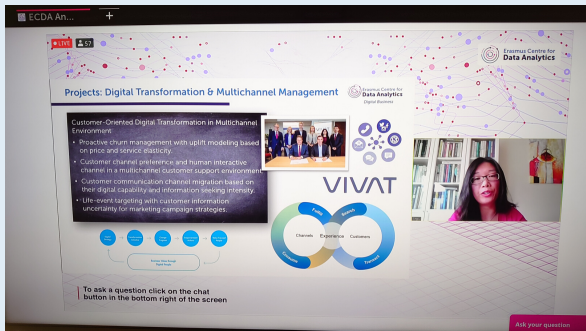 ECDA An...
+
LIVE
57
Erasmus Centre for
Data Analytics
Projects: Digital Transformation & Multichannel Management
Erasmus Centre for
Data Analytics
Digital Business
Customer-Oriented Digital Transformation in Multichannel
Environment
• Proactive churn management with uplift modeling based
on price and service elasticity.
• Customer channel preference and human interactive
channel in a multichannel customer support environment.
• Customer communication channel migration based on
their digital capability and information seeking intensity.
• Life-event targeting with customer information
uncertainty for marketing campaign strategies.
VIVAT
Fulfill
Search
Channels
Experience
Customers
Transact
To ask a question click on the chat
button in the bottom right of the screen
Ask your question